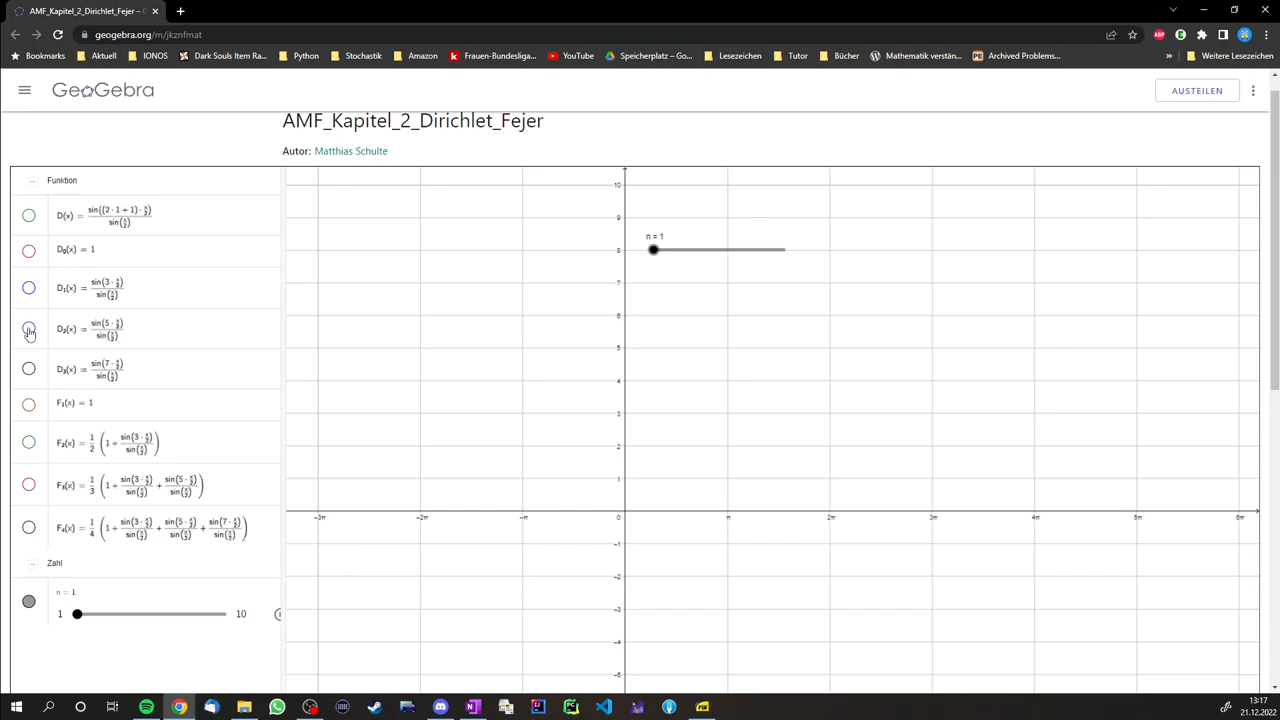 AMF_Kapitel_2_Dirichlet_Fejer – G
geogebra.org/m/jkznfmat
Bookmarks Aktuell IONOS Dark Souls Item Ra... Python Stochastik Amazon Frauen-Bundesliga... YouTube Speicherplatz – Go... Lesezeichen Tutor Bücher Mathematik verstän... Archived Problems... » Weitere Lesezeichen
GeoGebra AUSTEILEN
AMF_Kapitel_2_Dirichlet_Fejer
Autor: Matthias Schulte
Funktion
D(x) = sin((2 · 1 + 1) · x/2) / sin(x/2)
D₀(x) = 1
D₁(x) = sin(3 · x/2) / sin(x/2)
D₂(x) = sin(5 · x/2) / sin(x/2)
D₃(x) = sin(7 · x/2) / sin(x/2)
F₁(x) = 1
F₂(x) = 1/2 (1 + sin(3 · x/2) / sin(x/2))
F₃(x) = 1/3 (1 + sin(3 · x/2) / sin(x/2) + sin(5 · x/2) / sin(x/2))
F₄(x) = 1/4 (1 + sin(3 · x/2) / sin(x/2) + sin(5 · x/2) / sin(x/2) + sin(7 · x/2) / sin(x/2))
Zahl
n = 1
1 10
10
9
n = 1
8
7
6
5
4
3
2
1
−3π −2π −π 0 π 2π 3π 4π 5π 6π
−1
−2
−3
−4
−5
13:17
21.12.2022